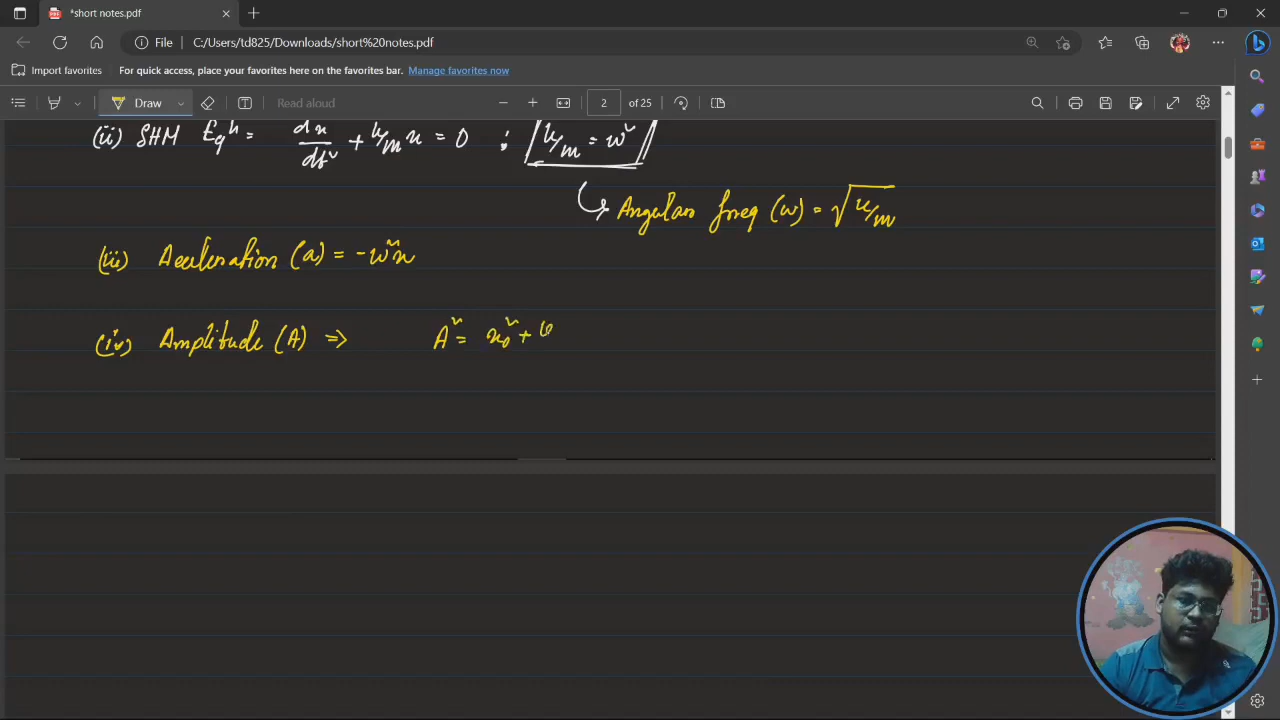 *short notes.pdf
File C:/Users/td825/Downloads/short%20notes.pdf
Import favorites For quick access, place your favorites here on the favorites bar. Manage favorites now
Draw Read aloud 2 of 25
(ii) SHM Eqn = d²x/dt² + k/m x = 0 : k/m = w²
↳ Angular freq (w) = √k/m
(iii) Acceleration (a) = -w²x
(iv) Amplitude (A) ⇒ A² = x₀² +